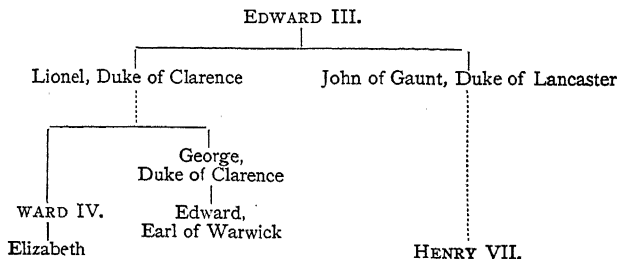 EDWARD III.
Lionel, Duke of Clarence
John of Gaunt, Duke of Lancaster
George,
Duke of Clarence
WARD IV.
Edward,
Earl of Warwick
Elizabeth
HENRY VII.